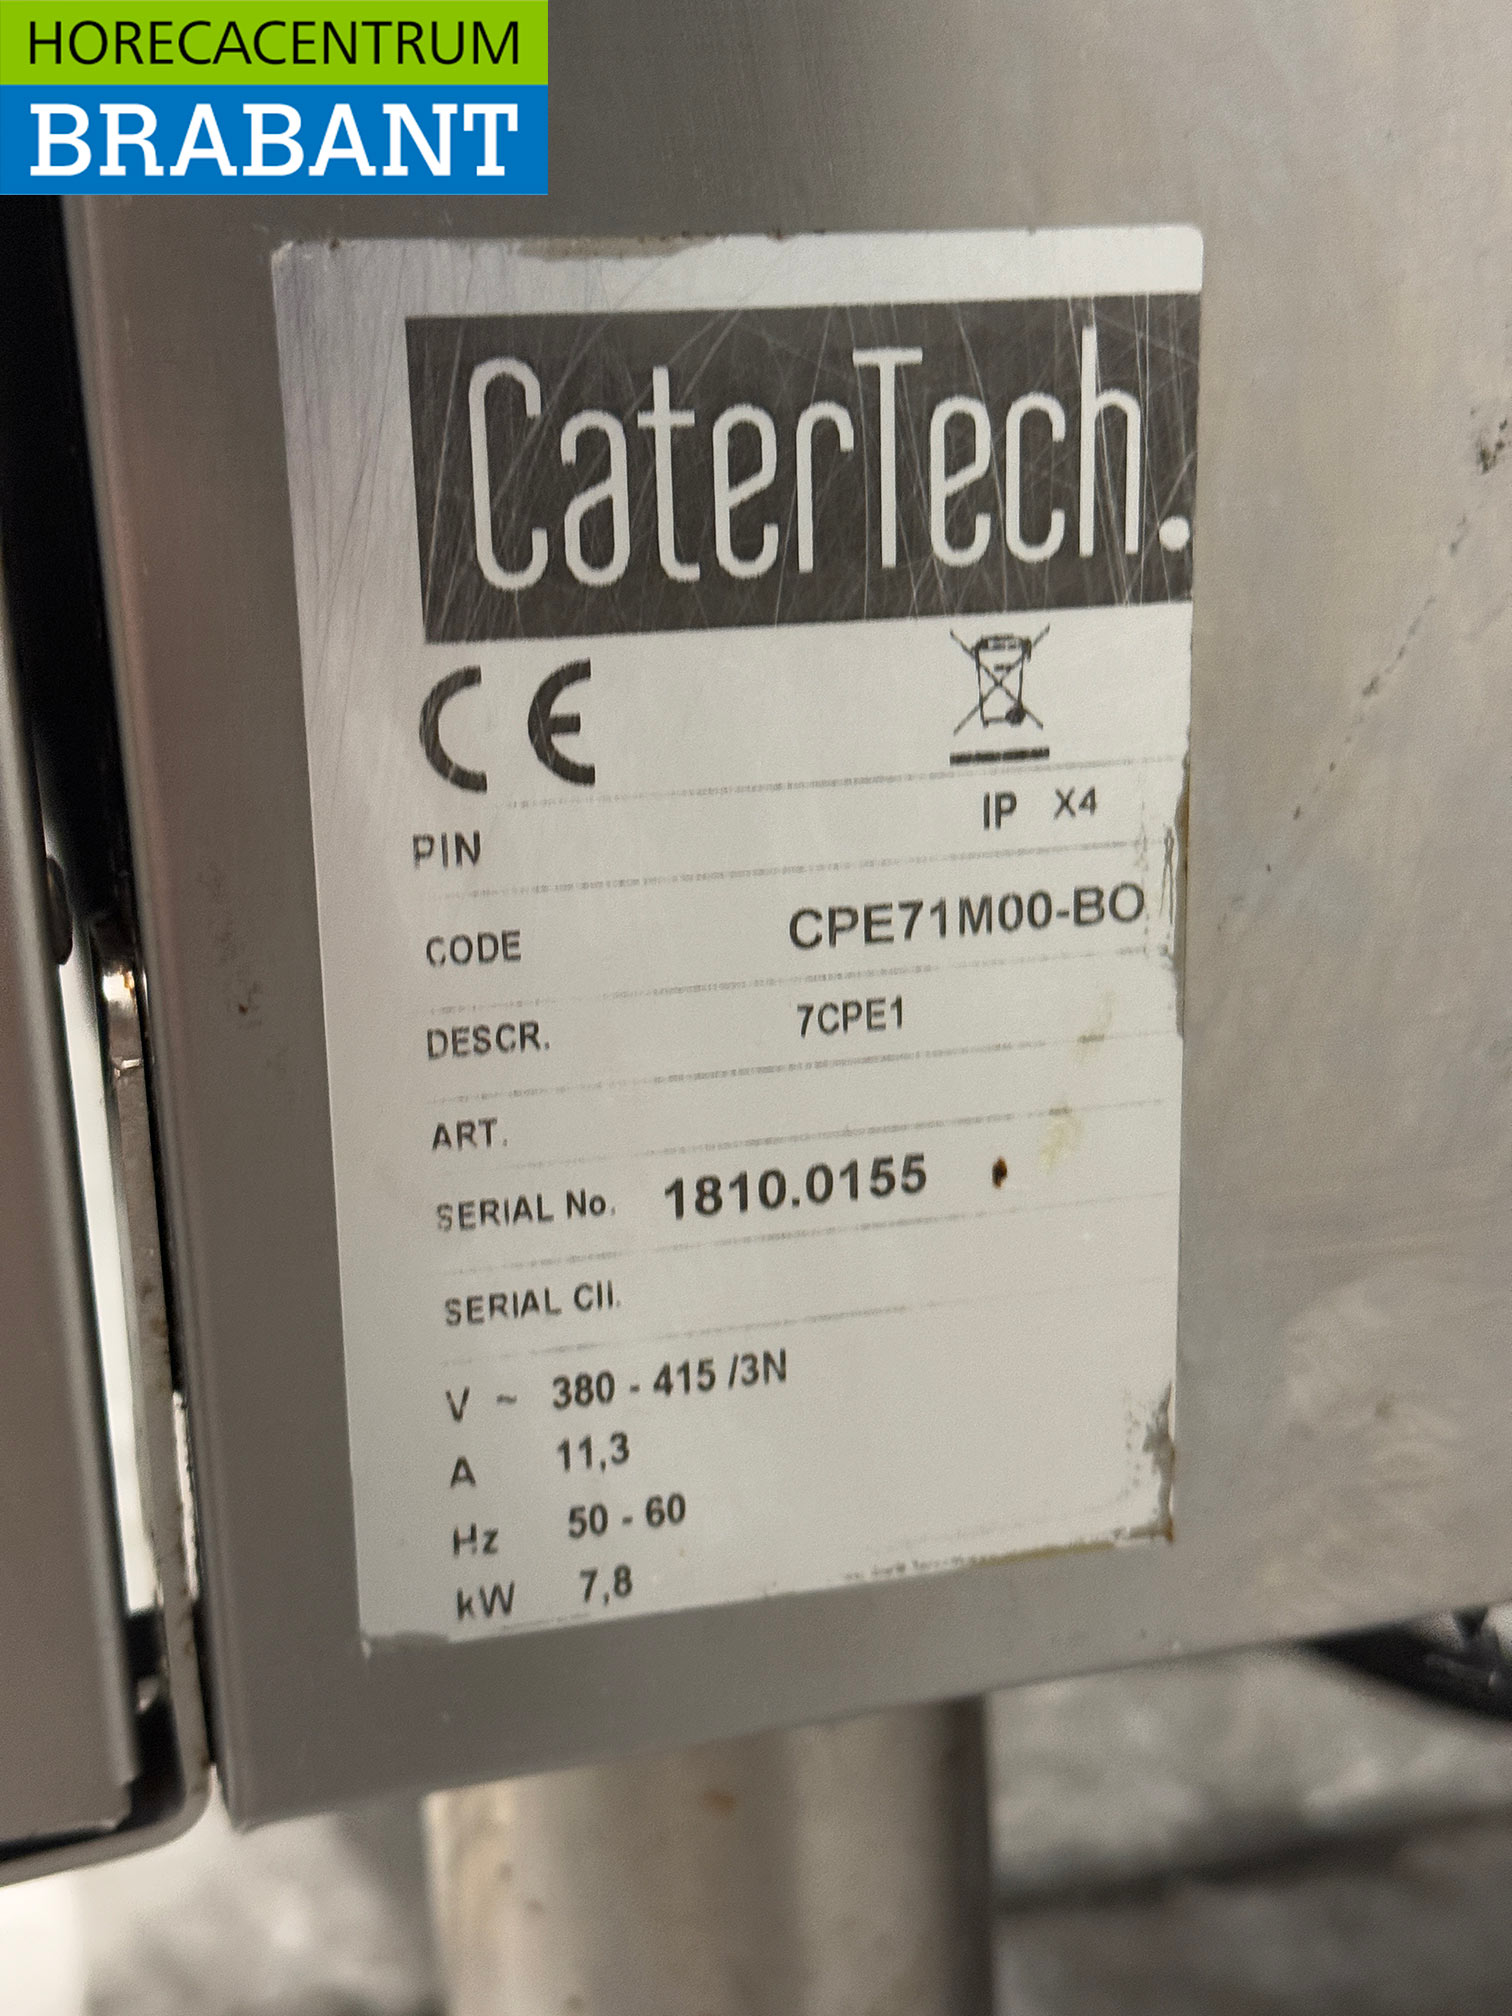 HORECACENTRUM
BRABANT
CaterTech.
CE
IP X4
PIN
CODE CPE71M00-BO
DESCR. 7CPE1
ART.
SERIAL No. 1810.0155
SERIAL CII.
V ~ 380 - 415 /3N
A 11,3
Hz 50 - 60
kW 7,8